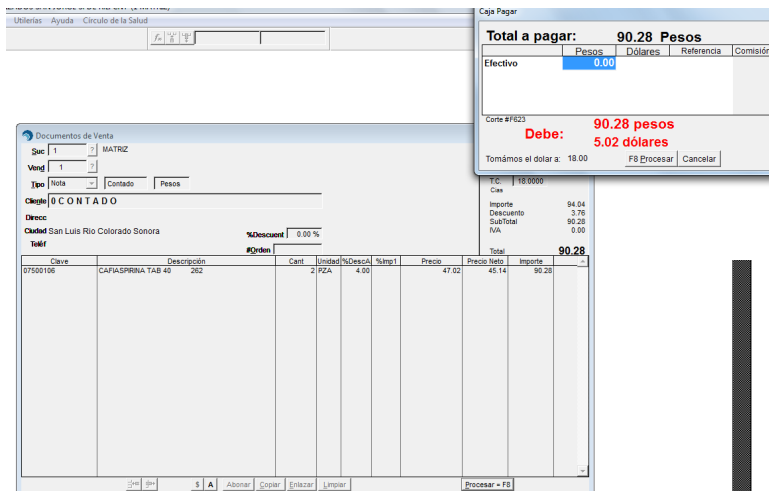 Utilerías Ayuda Círculo de la Salud
Caja Pagar
Total a pagar: 90.28 Pesos
Pesos Dólares Referencia Comisión
Efectivo 0.00
Corte #F623
Debe: 90.28 pesos
5.02 dólares
Tomámos el dolar a: 18.00 F8 Procesar Cancelar
Documentos de Venta
Suc 1 ? MATRIZ
Vend 1 ?
Tipo Nota Contado Pesos
T.C. 18.0000
Cias
Cliente 0 C O N T A D O
Importe 94.04
Direcc
Descuento 3.76
SubTotal 90.28
Ciudad San Luis Rio Colorado Sonora
%Descuent 0.00 %
IVA 0.00
Teléf
#Orden
Total 90.28
Clave Descripción Cant Unidad %DescA %Imp1 Precio Precio Neto Importe
07500106 CAFIASPIRINA TAB 40 262 2 PZA 4.00 47.02 45.14 90.28
$ A Abonar Copiar Enlazar Limpiar Procesar = F8